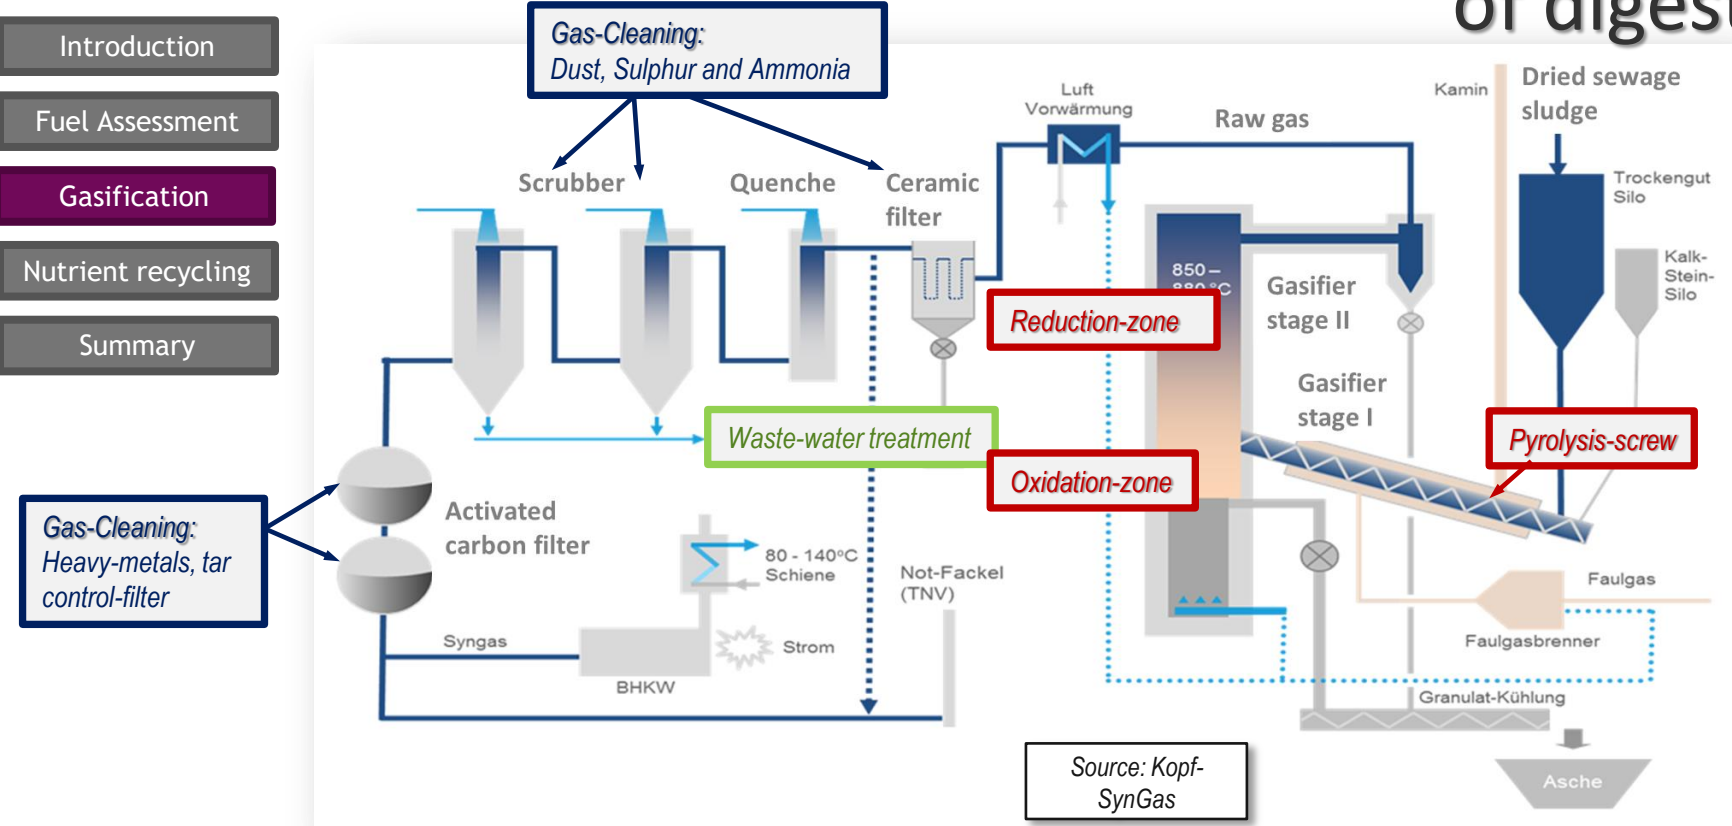 of digest
Introduction
Fuel Assessment
Gasification
Nutrient recycling
Summary
Gas-Cleaning:
Dust, Sulphur and Ammonia
Luft
Vorwärmung
Raw gas
Kamin
Dried sewage
sludge
Scrubber
Quenche
Ceramic
filter
Trockengut
Silo
Kalk-
Stein-
Silo
850 –
880 °C
Reduction-zone
Gasifier
stage II
Gasifier
stage I
Waste-water treatment
Oxidation-zone
Pyrolysis-screw
Gas-Cleaning:
Heavy-metals, tar
control-filter
Activated
carbon filter
80 - 140°C
Schiene
Not-Fackel
(TNV)
Faulgas
Faulgasbrenner
Syngas
Strom
BHKW
Granulat-Kühlung
Source: Kopf-
SynGas
Asche